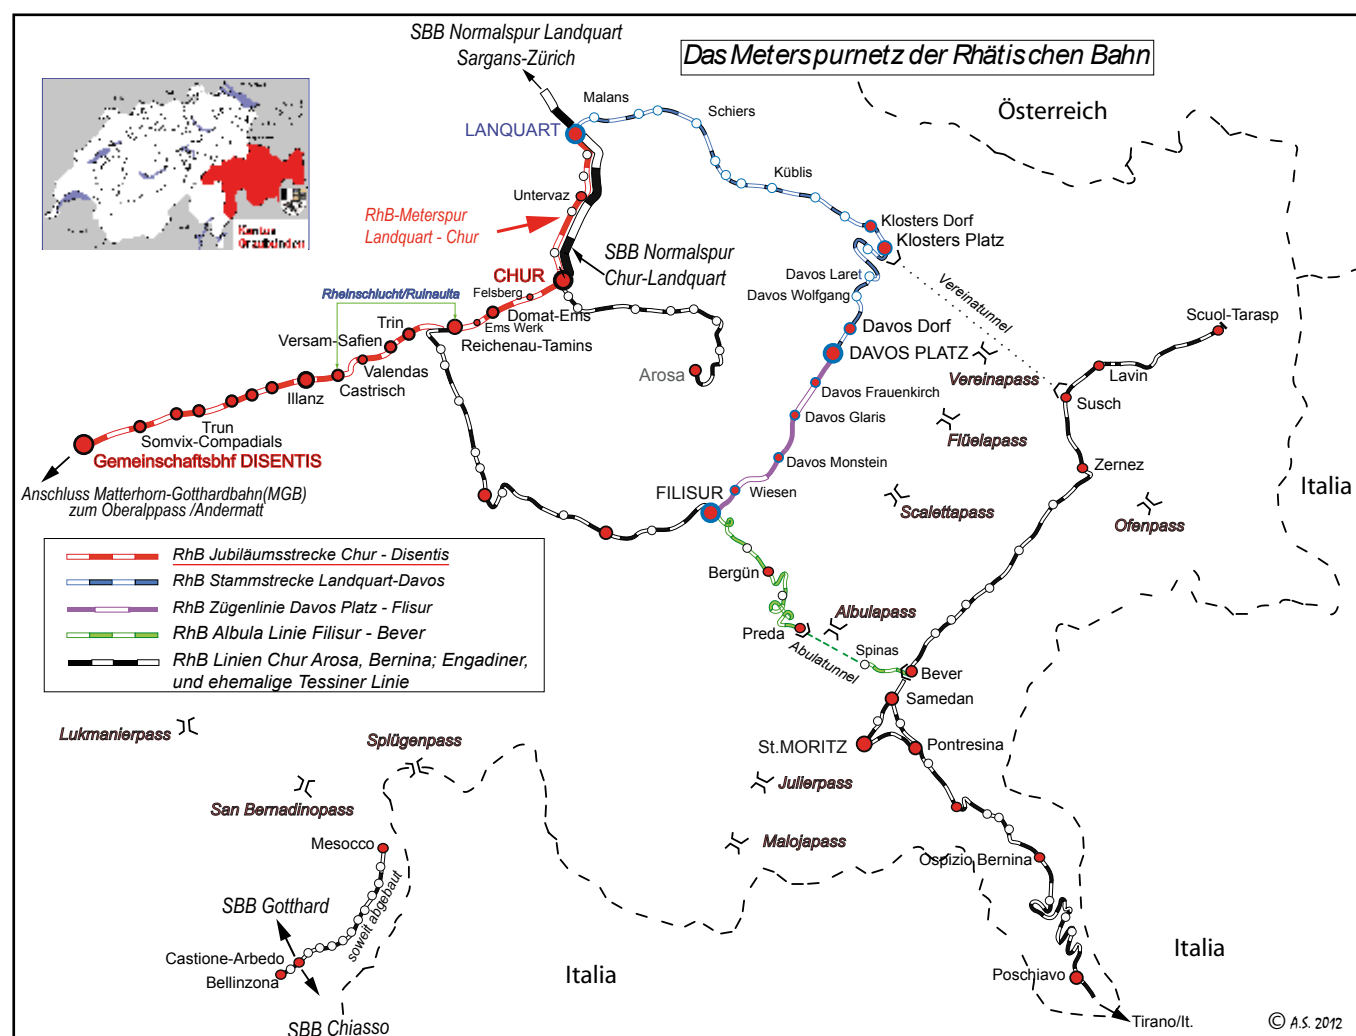 SBB Normalspur Landquart
Sargans-Zürich
Das Meterspurnetz der Rhätischen Bahn
Österreich
Malans
Schiers
LANQUART
Küblis
Untervaz
Klosters Dorf
Klosters Platz
RhB-Meterspur
Landquart - Chur
SBB Normalspur
Chur-Landquart
Kanton
Graubünden
CHUR
Davos Laret
Davos Wolfgang
Vereinatunnel
Rheinschlucht/Ruinaulta
Felsberg
Domat-Ems
Ems Werk
Reichenau-Tamins
Trin
Versam-Safien
Valendas
Castrisch
Illanz
Trun
Somvix-Compadials
Gemeinschaftsbhf DISENTIS
Anschluss Matterhorn-Gotthardbahn(MGB)
zum Oberalppass /Andermatt
Arosa
Davos Dorf
DAVOS PLATZ
Davos Frauenkirch
Davos Glaris
Davos Monstein
Wiesen
FILISUR
Scuol-Tarasp
Lavin
Susch
Zernez
Vereinapass
Flüelapass
Scalettapass
Ofenpass
Italia
RhB Jubiläumsstrecke Chur - Disentis
RhB Stammstrecke Landquart-Davos
RhB Zügenlinie Davos Platz - Flisur
RhB Albula Linie Filisur - Bever
RhB Linien Chur Arosa, Bernina; Engadiner,
und ehemalige Tessiner Linie
Bergün
Preda
Albulapass
Abulatunnel
Spinas
Bever
Samedan
St.MORITZ
Pontresina
Lukmanierpass
Splügenpass
San Bernadinopass
Julierpass
Malojapass
Ospizio Bernina
Mesocco
soweit abgebaut
SBB Gotthard
Castione-Arbedo
Bellinzona
SBB Chiasso
Italia
Italia
Poschiavo
Tirano/It.
© A.S. 2012